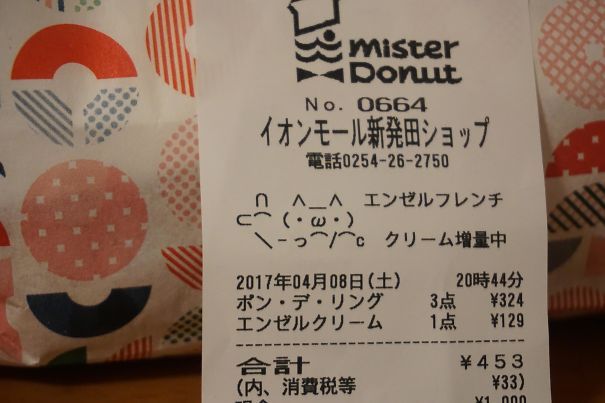 mister
Donut
No. 0664
イオンモール新発田ショップ
電話0254-26-2750
∩ ∧＿∧ エンゼルフレンチ
⊂⌒（・ω・）
＼-っ⌒/⌒c クリーム増量中
2017年04月08日(土) 20時44分
ポン・デ・リング 3点 ¥324
エンゼルクリーム 1点 ¥129
合計 ¥453
(内、消費税等 ¥33)